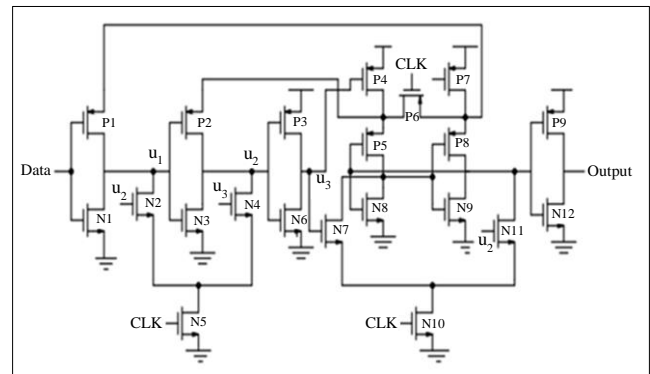 CLK
P4
P7
P6
P1
P2
P3
P9
P5
P8
u1
u2
u3
Data
Output
u2
u3
N1
N2
N3
N4
N6
N7
N8
N9
N11
N12
u2
CLK
N5
CLK
N10